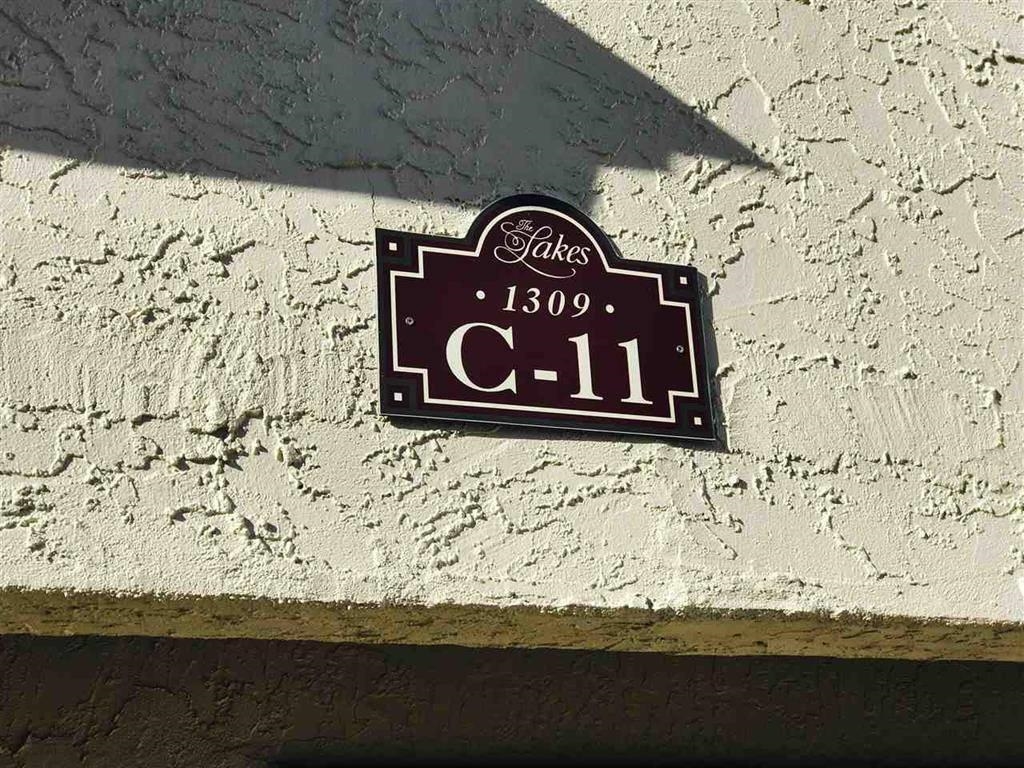 The
Lakes
· 1309 ·
C-11